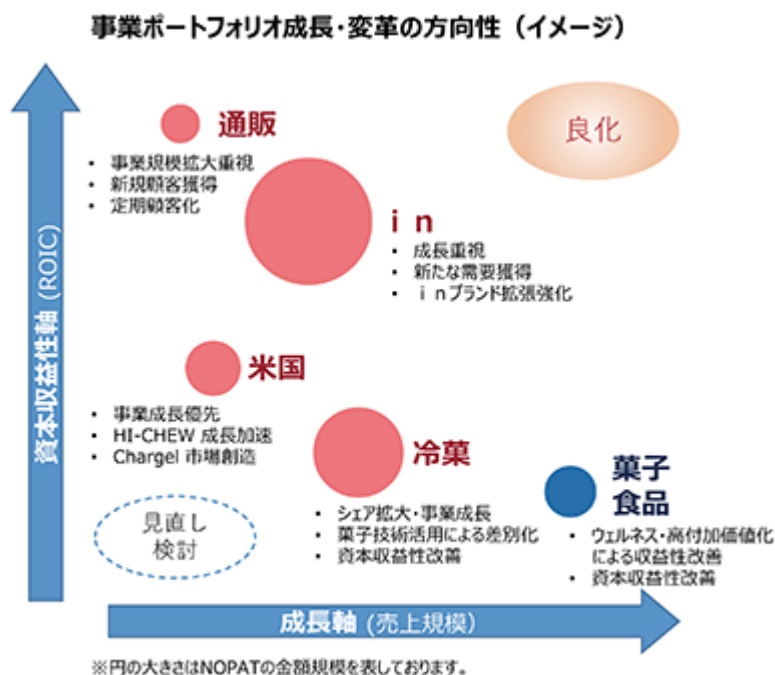 事業ポートフォリオ成長・変革の方向性（イメージ）
資本収益性軸 (ROIC)
通販
• 事業規模拡大重視
• 新規顧客獲得
• 定期顧客化
良化
ｉｎ
• 成長重視
• 新たな需要獲得
• ｉｎブランド拡張強化
米国
• 事業成長優先
• HI-CHEW 成長加速
• Chargel 市場創造
冷菓
• シェア拡大・事業成長
• 菓子技術活用による差別化
• 資本収益性改善
菓子
食品
• ウェルネス・高付加価値化
による収益性改善
• 資本収益性改善
見直し
検討
成長軸 (売上規模)
※円の大きさはNOPATの金額規模を表しております。